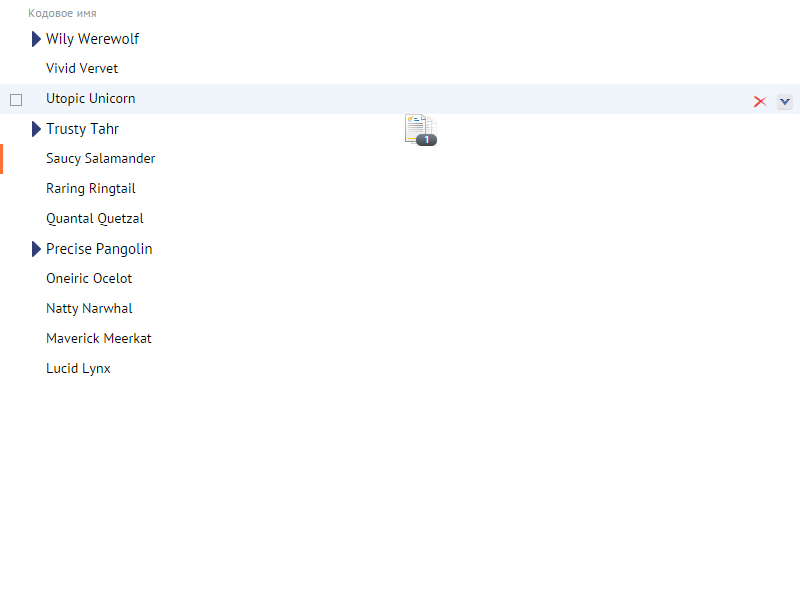 Кодовое имя
Wily Werewolf
Vivid Vervet
Utopic Unicorn
Trusty Tahr
1
Saucy Salamander
Raring Ringtail
Quantal Quetzal
Precise Pangolin
Oneiric Ocelot
Natty Narwhal
Maverick Meerkat
Lucid Lynx